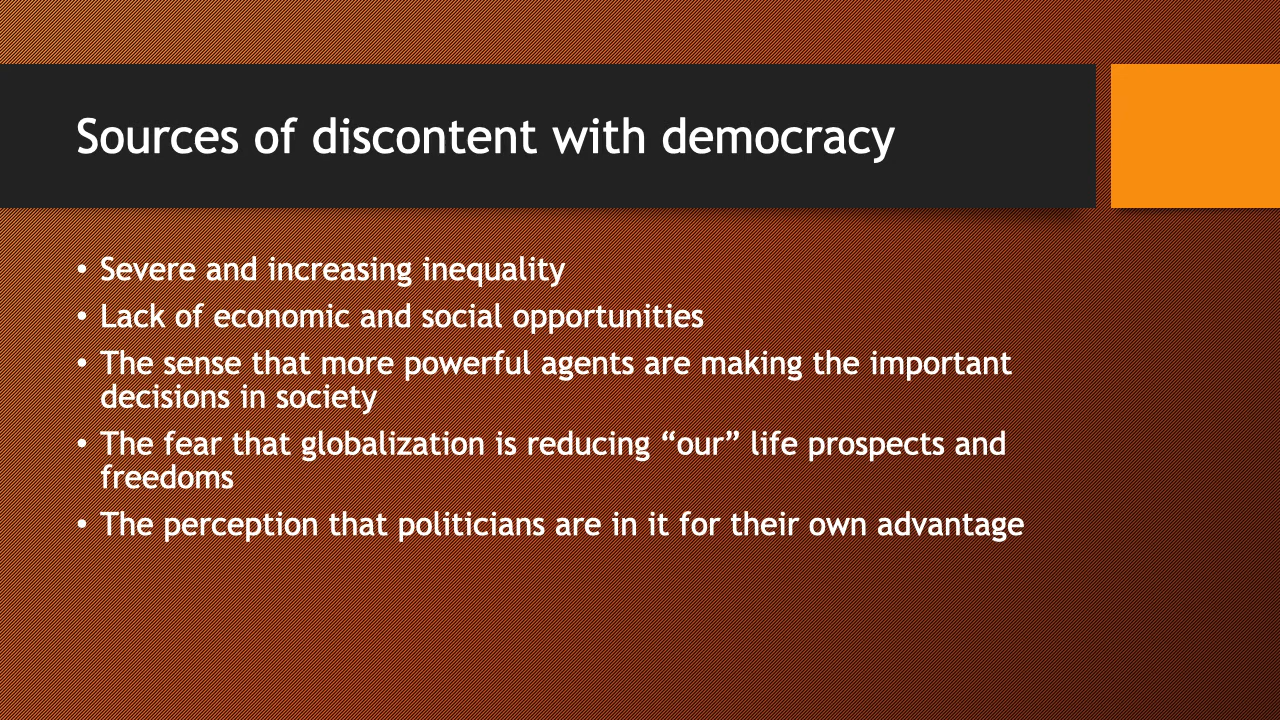 Sources of discontent with democracy
• Severe and increasing inequality
• Lack of economic and social opportunities
• The sense that more powerful agents are making the important
decisions in society
• The fear that globalization is reducing “our” life prospects and
freedoms
• The perception that politicians are in it for their own advantage